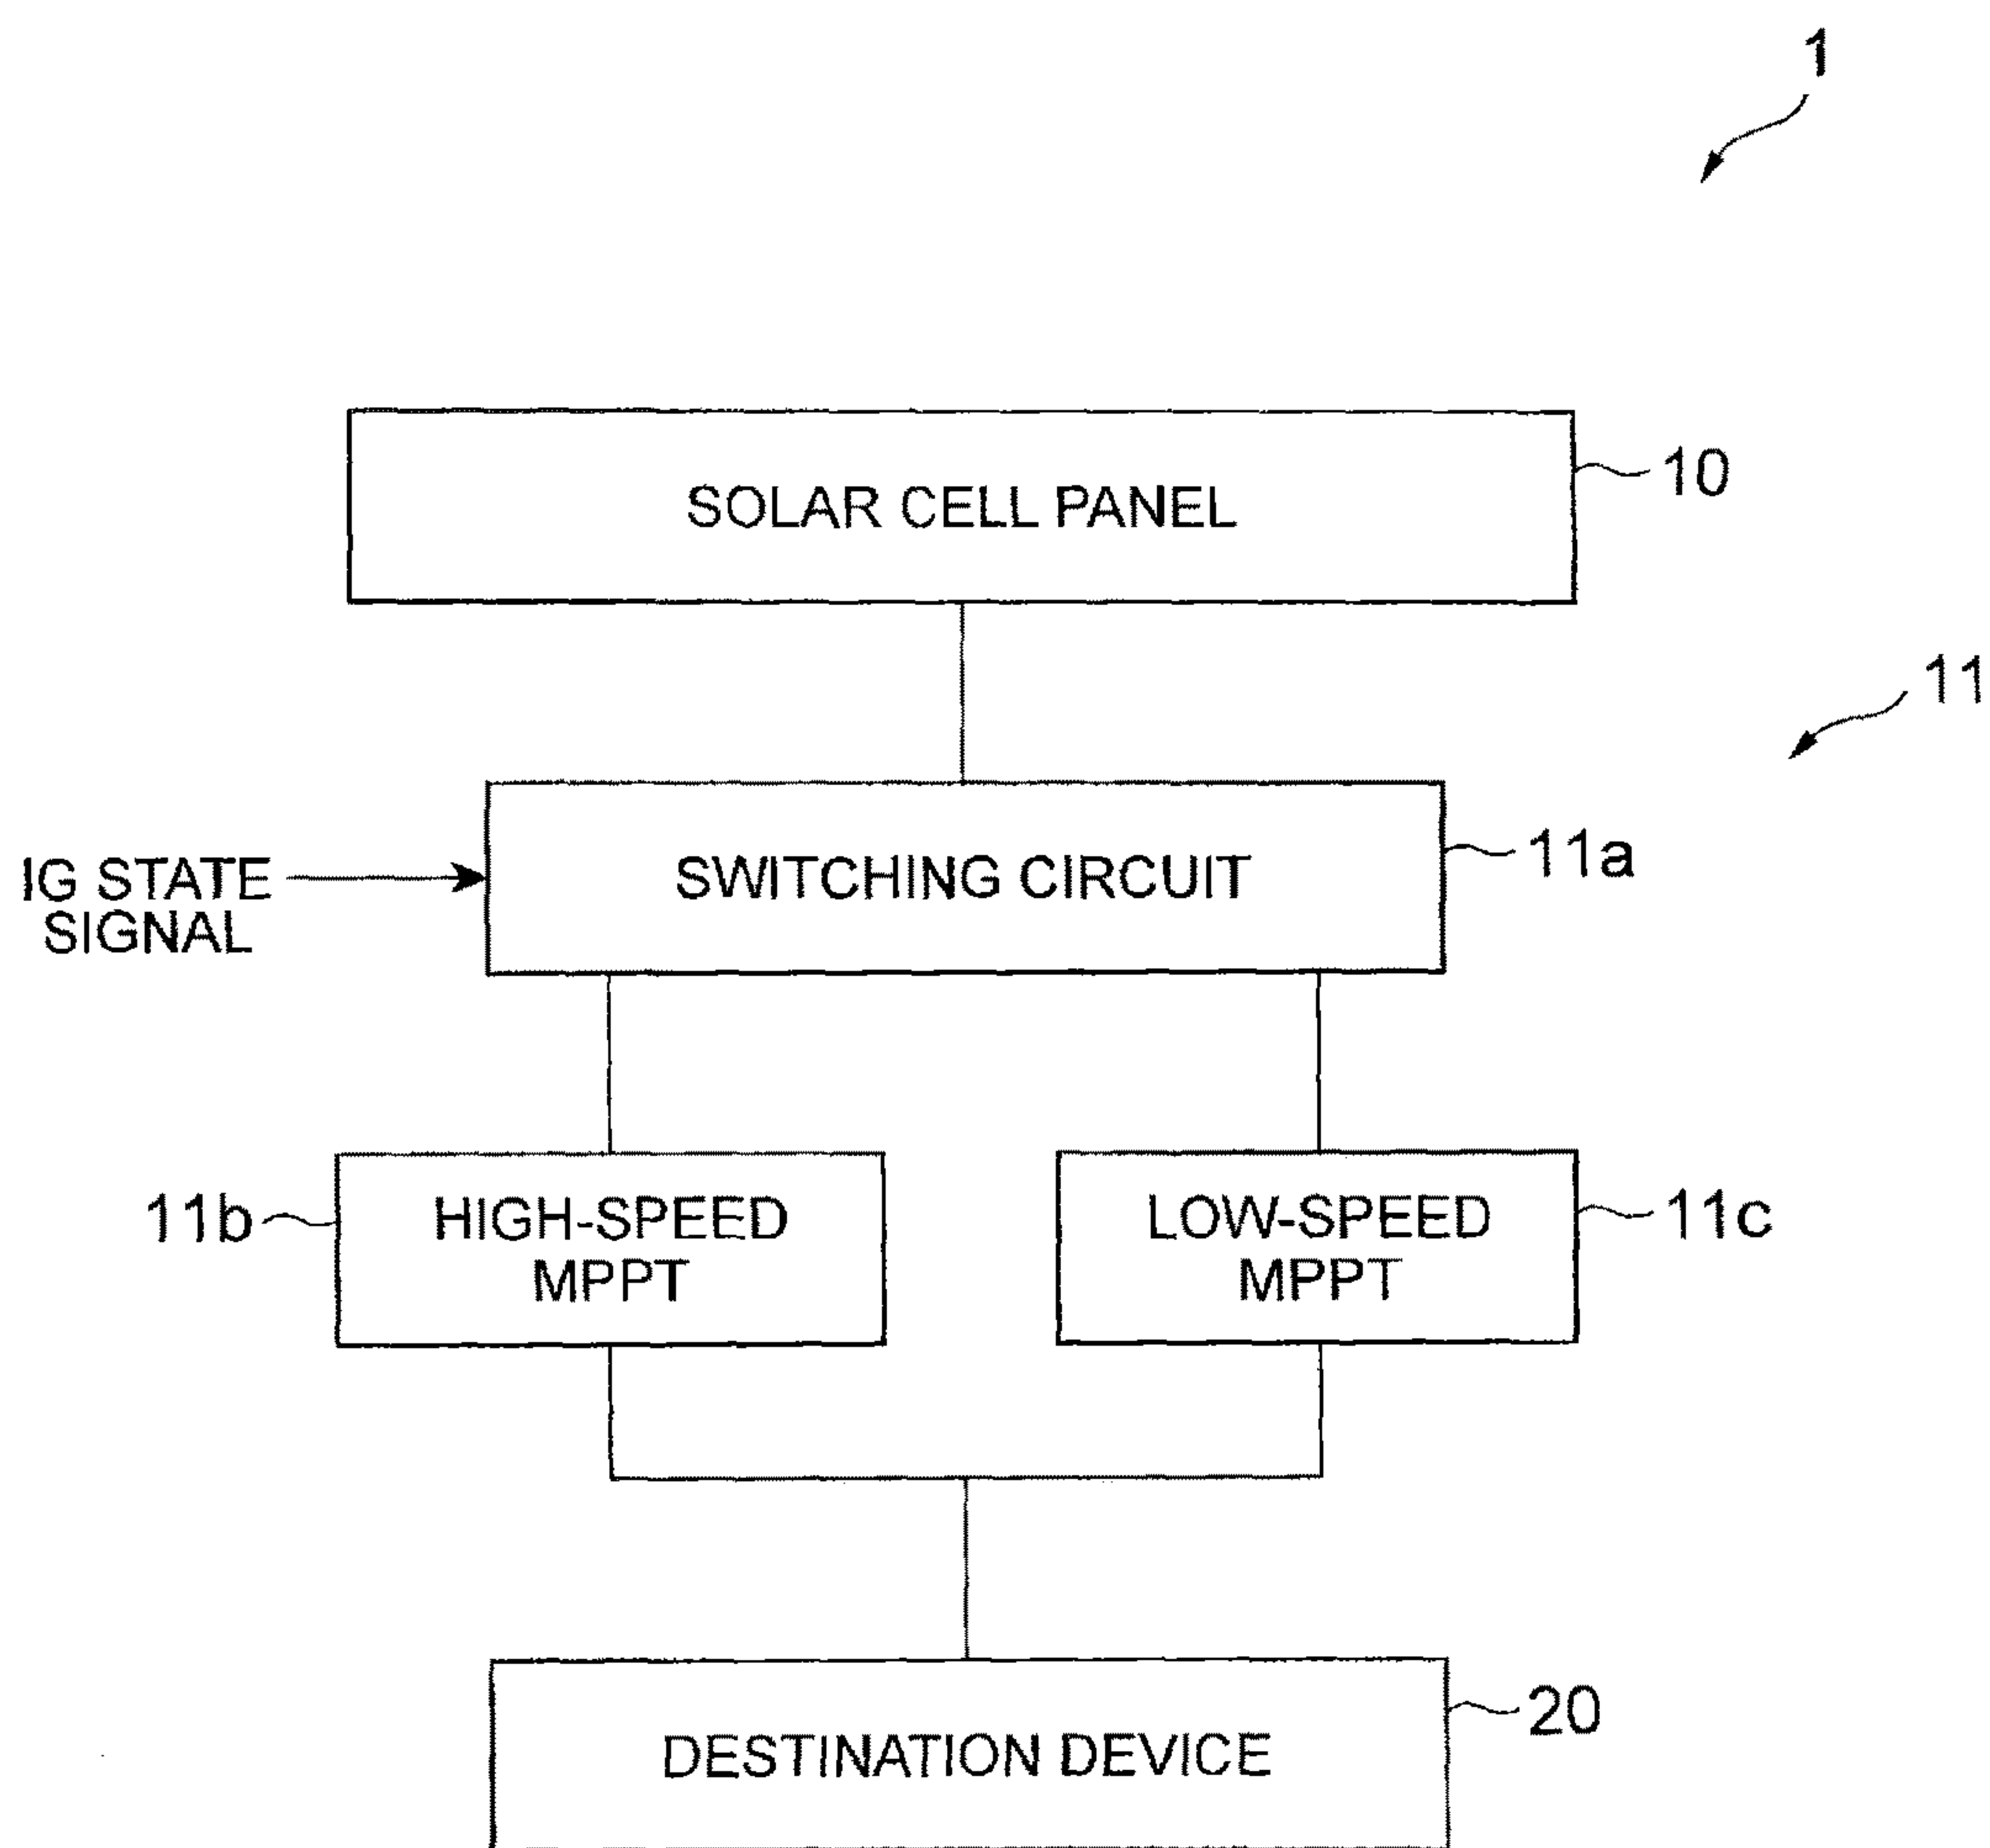 1
SOLAR CELL PANEL
10
11
SWITCHING CIRCUIT
11a
IG STATE
SIGNAL
11b
HIGH-SPEED
MPPT
LOW-SPEED
MPPT
11c
DESTINATION DEVICE
20